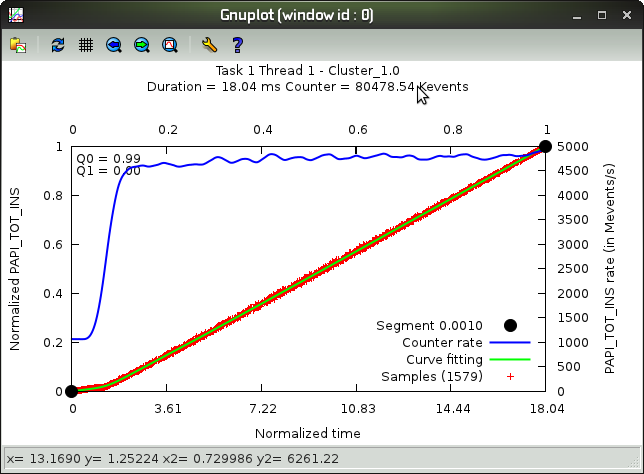 Gnuplot (window id : 0)
Task 1 Thread 1 - Cluster_1.0
Duration = 18.04 ms Counter = 80478.54 Kevents
0 0.2 0.4 0.6 0.8 1
Q0 = 0.99
Q1 = 0.00
1
0.8
0.6
0.4
0.2
0
Normalized PAPI_TOT_INS
5000
4500
4000
3500
3000
2500
2000
1500
1000
500
0
PAPI_TOT_INS rate (in Mevents/s)
Segment 0.0010
Counter rate
Curve fitting
Samples (1579)
0 3.61 7.22 10.83 14.44 18.04
Normalized time
x= 13.1690 y= 1.25224 x2= 0.729986 y2= 6261.22